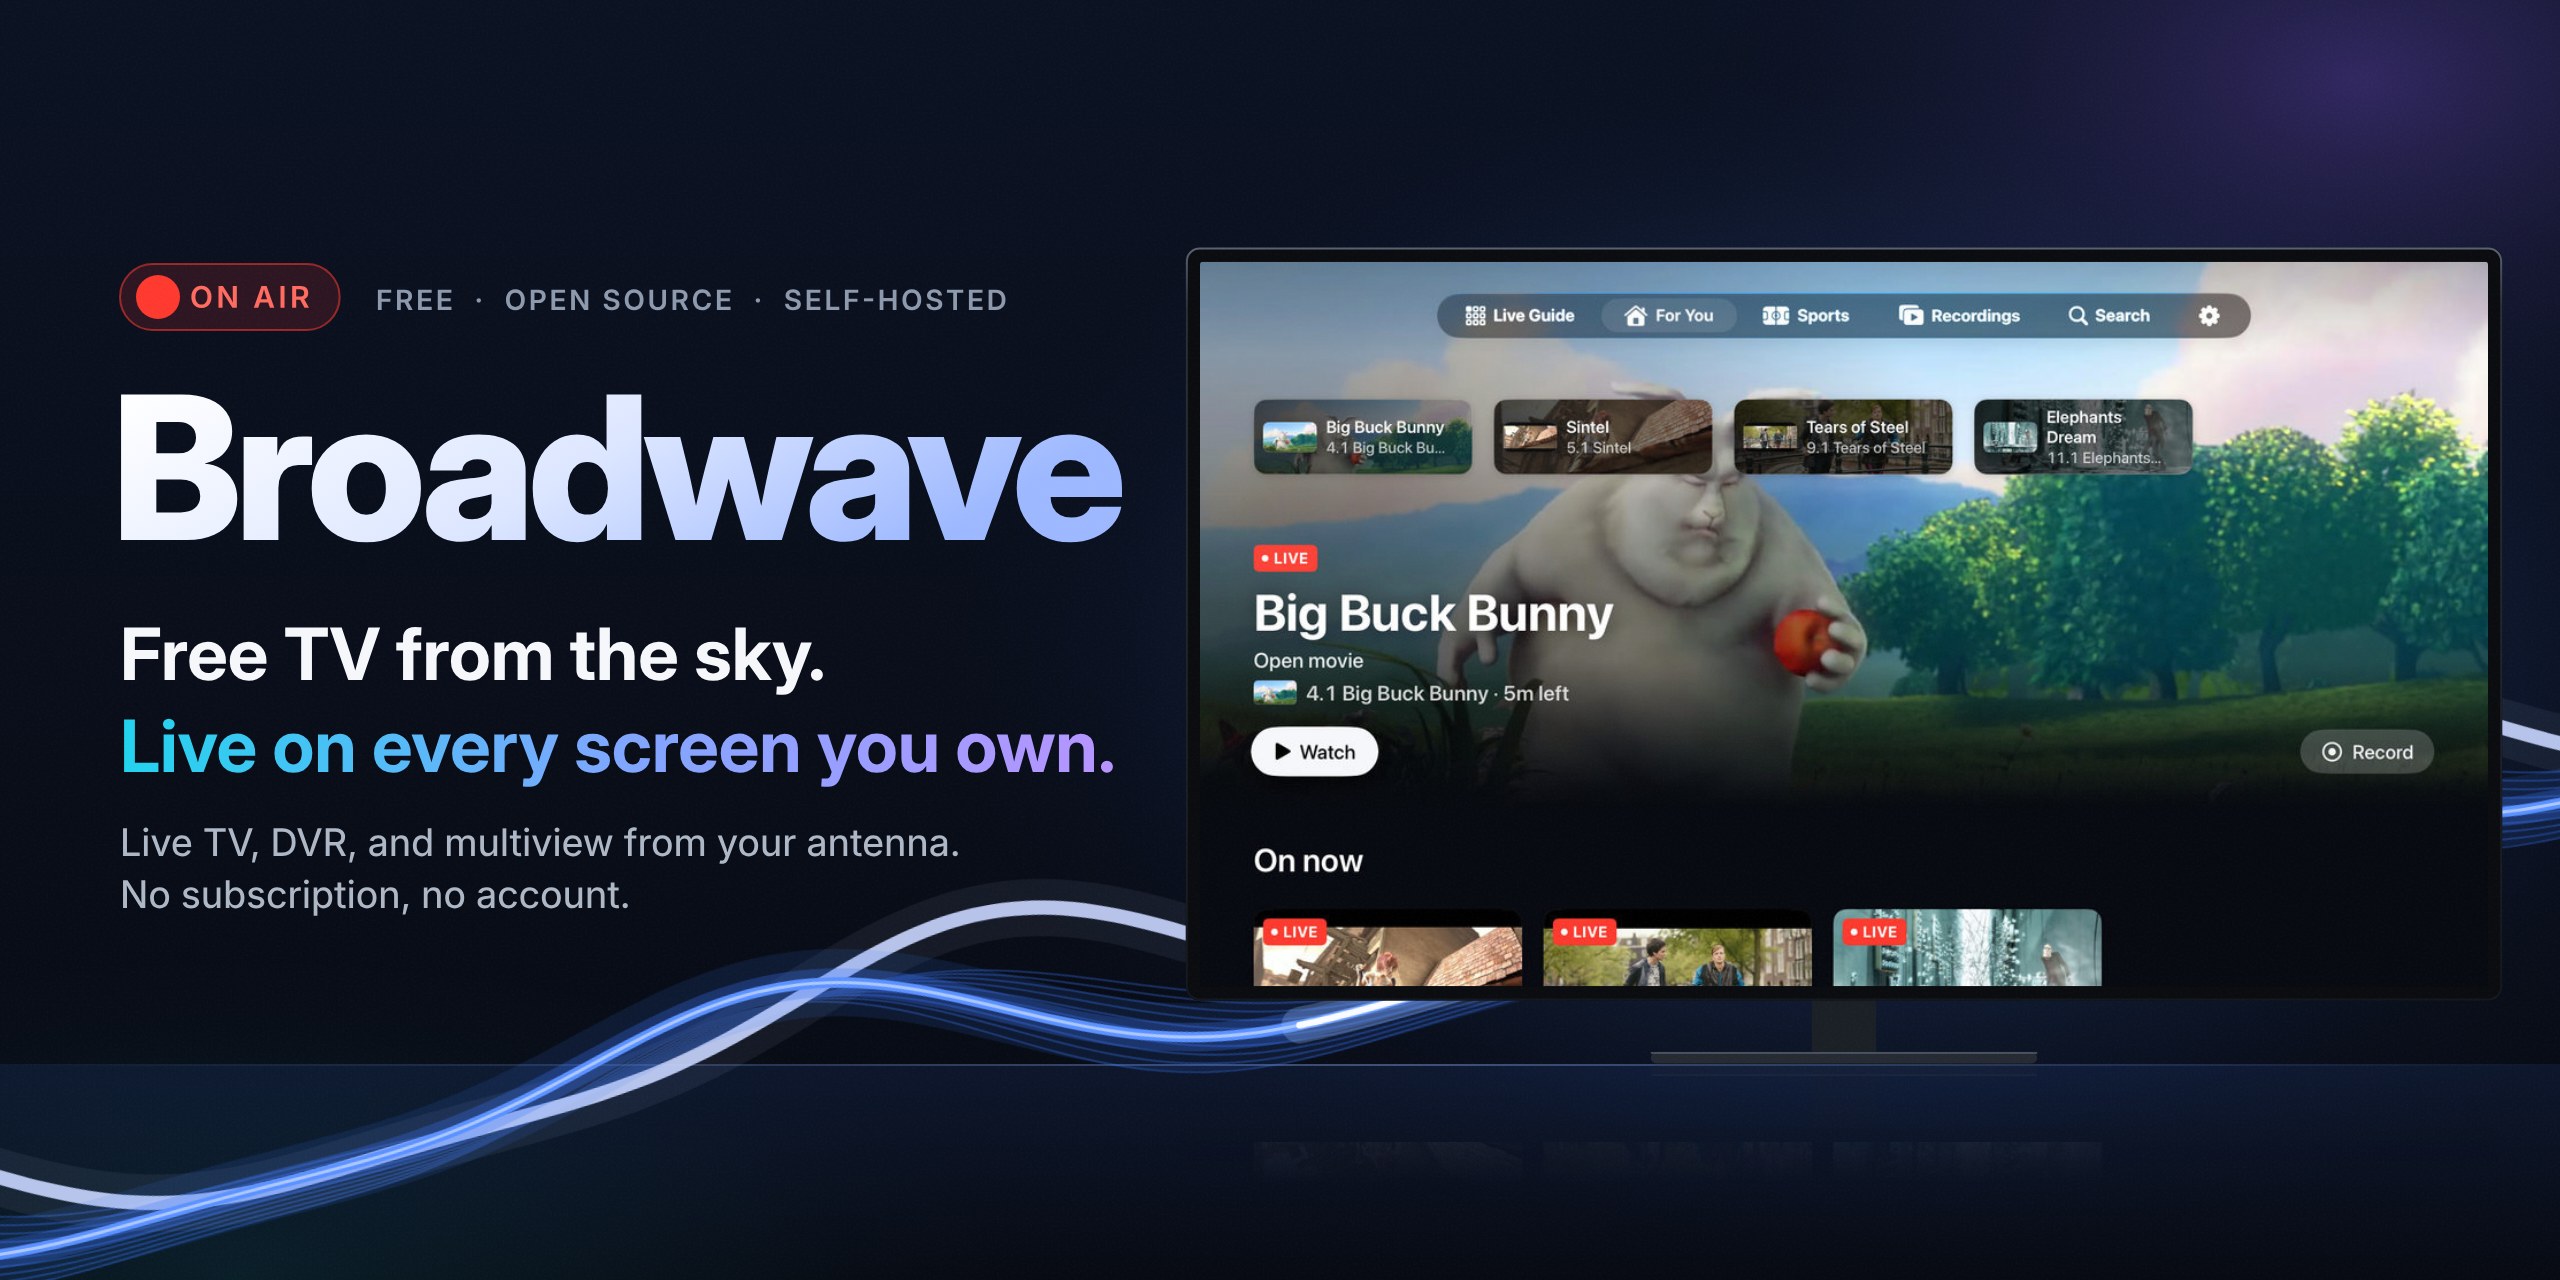 ON AIR
FREE · OPEN SOURCE · SELF-HOSTED
Broadwave
Free TV from the sky.
Live on every screen you own.
Live TV, DVR, and multiview from your antenna.
No subscription, no account.
Live Guide
For You
Sports
Recordings
Search
Big Buck Bunny
4.1 Big Buck Bu...
Sintel
5.1 Sintel
Tears of Steel
9.1 Tears of Steel
Elephants
Dream
11.1 Elephants...
LIVE
Big Buck Bunny
Open movie
4.1 Big Buck Bunny · 5m left
Watch
Record
On now
LIVE
LIVE
LIVE